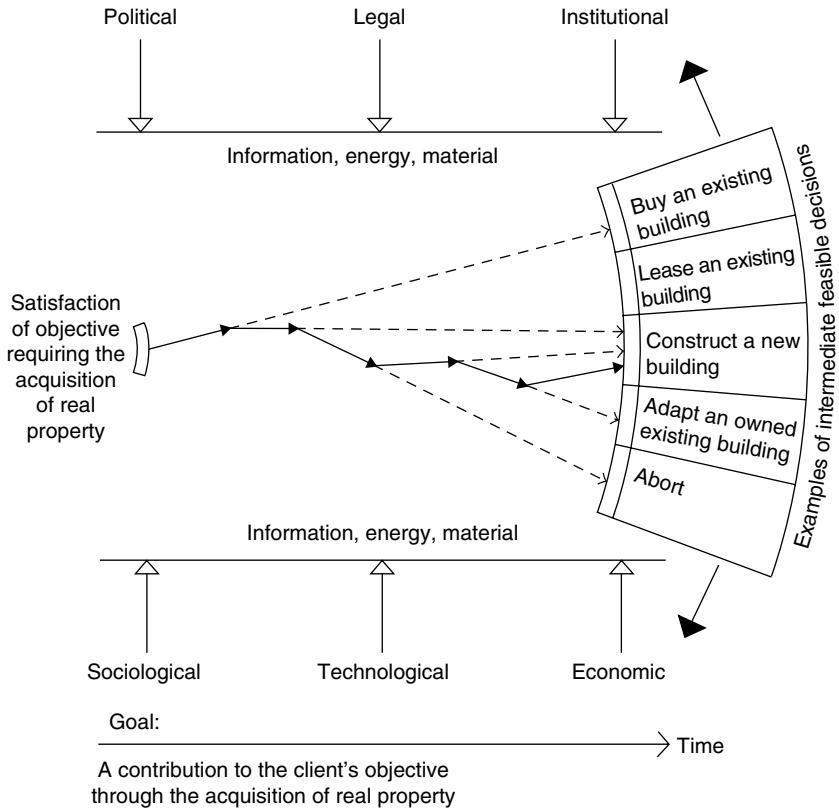 Political
Legal
Institutional
Information, energy, material
Buy an existing
building
Lease an existing
building
Construct a new
building
Adapt an owned
existing building
Abort
Examples of intermediate feasible decisions
Satisfaction
of objective
requiring the
acquisition
of real
property
Information, energy, material
Sociological
Technological
Economic
Goal:
Time
A contribution to the client's objective
through the acquisition of real property